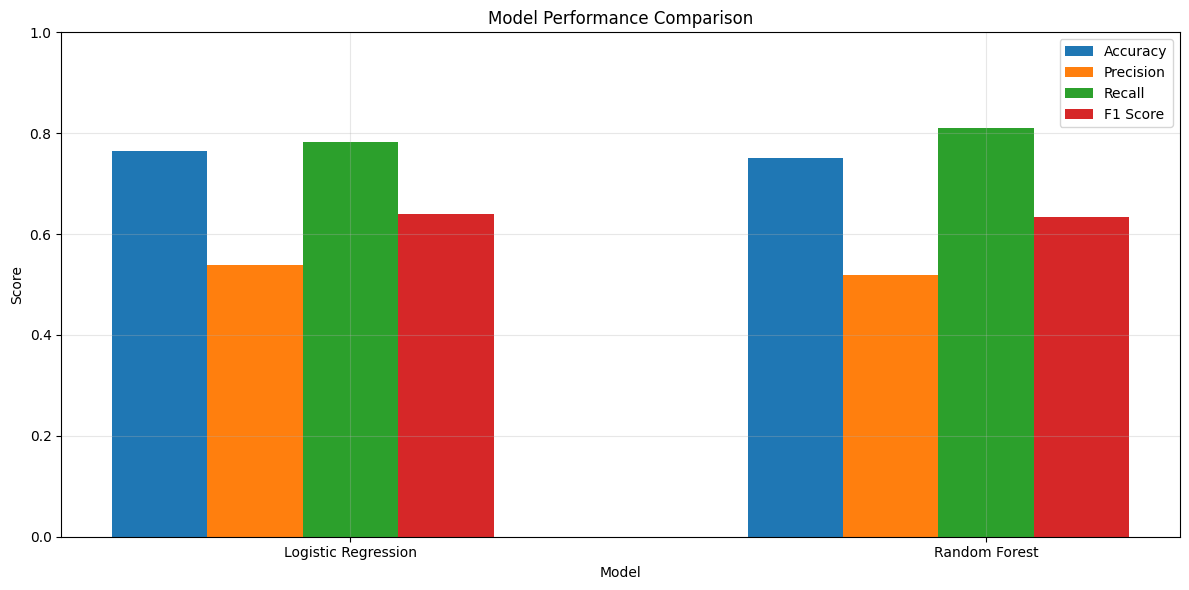 Model Performance Comparison
1.0
0.8
0.6
0.4
0.2
0.0
Score
Accuracy
Precision
Recall
F1 Score
Logistic Regression
Random Forest
Model